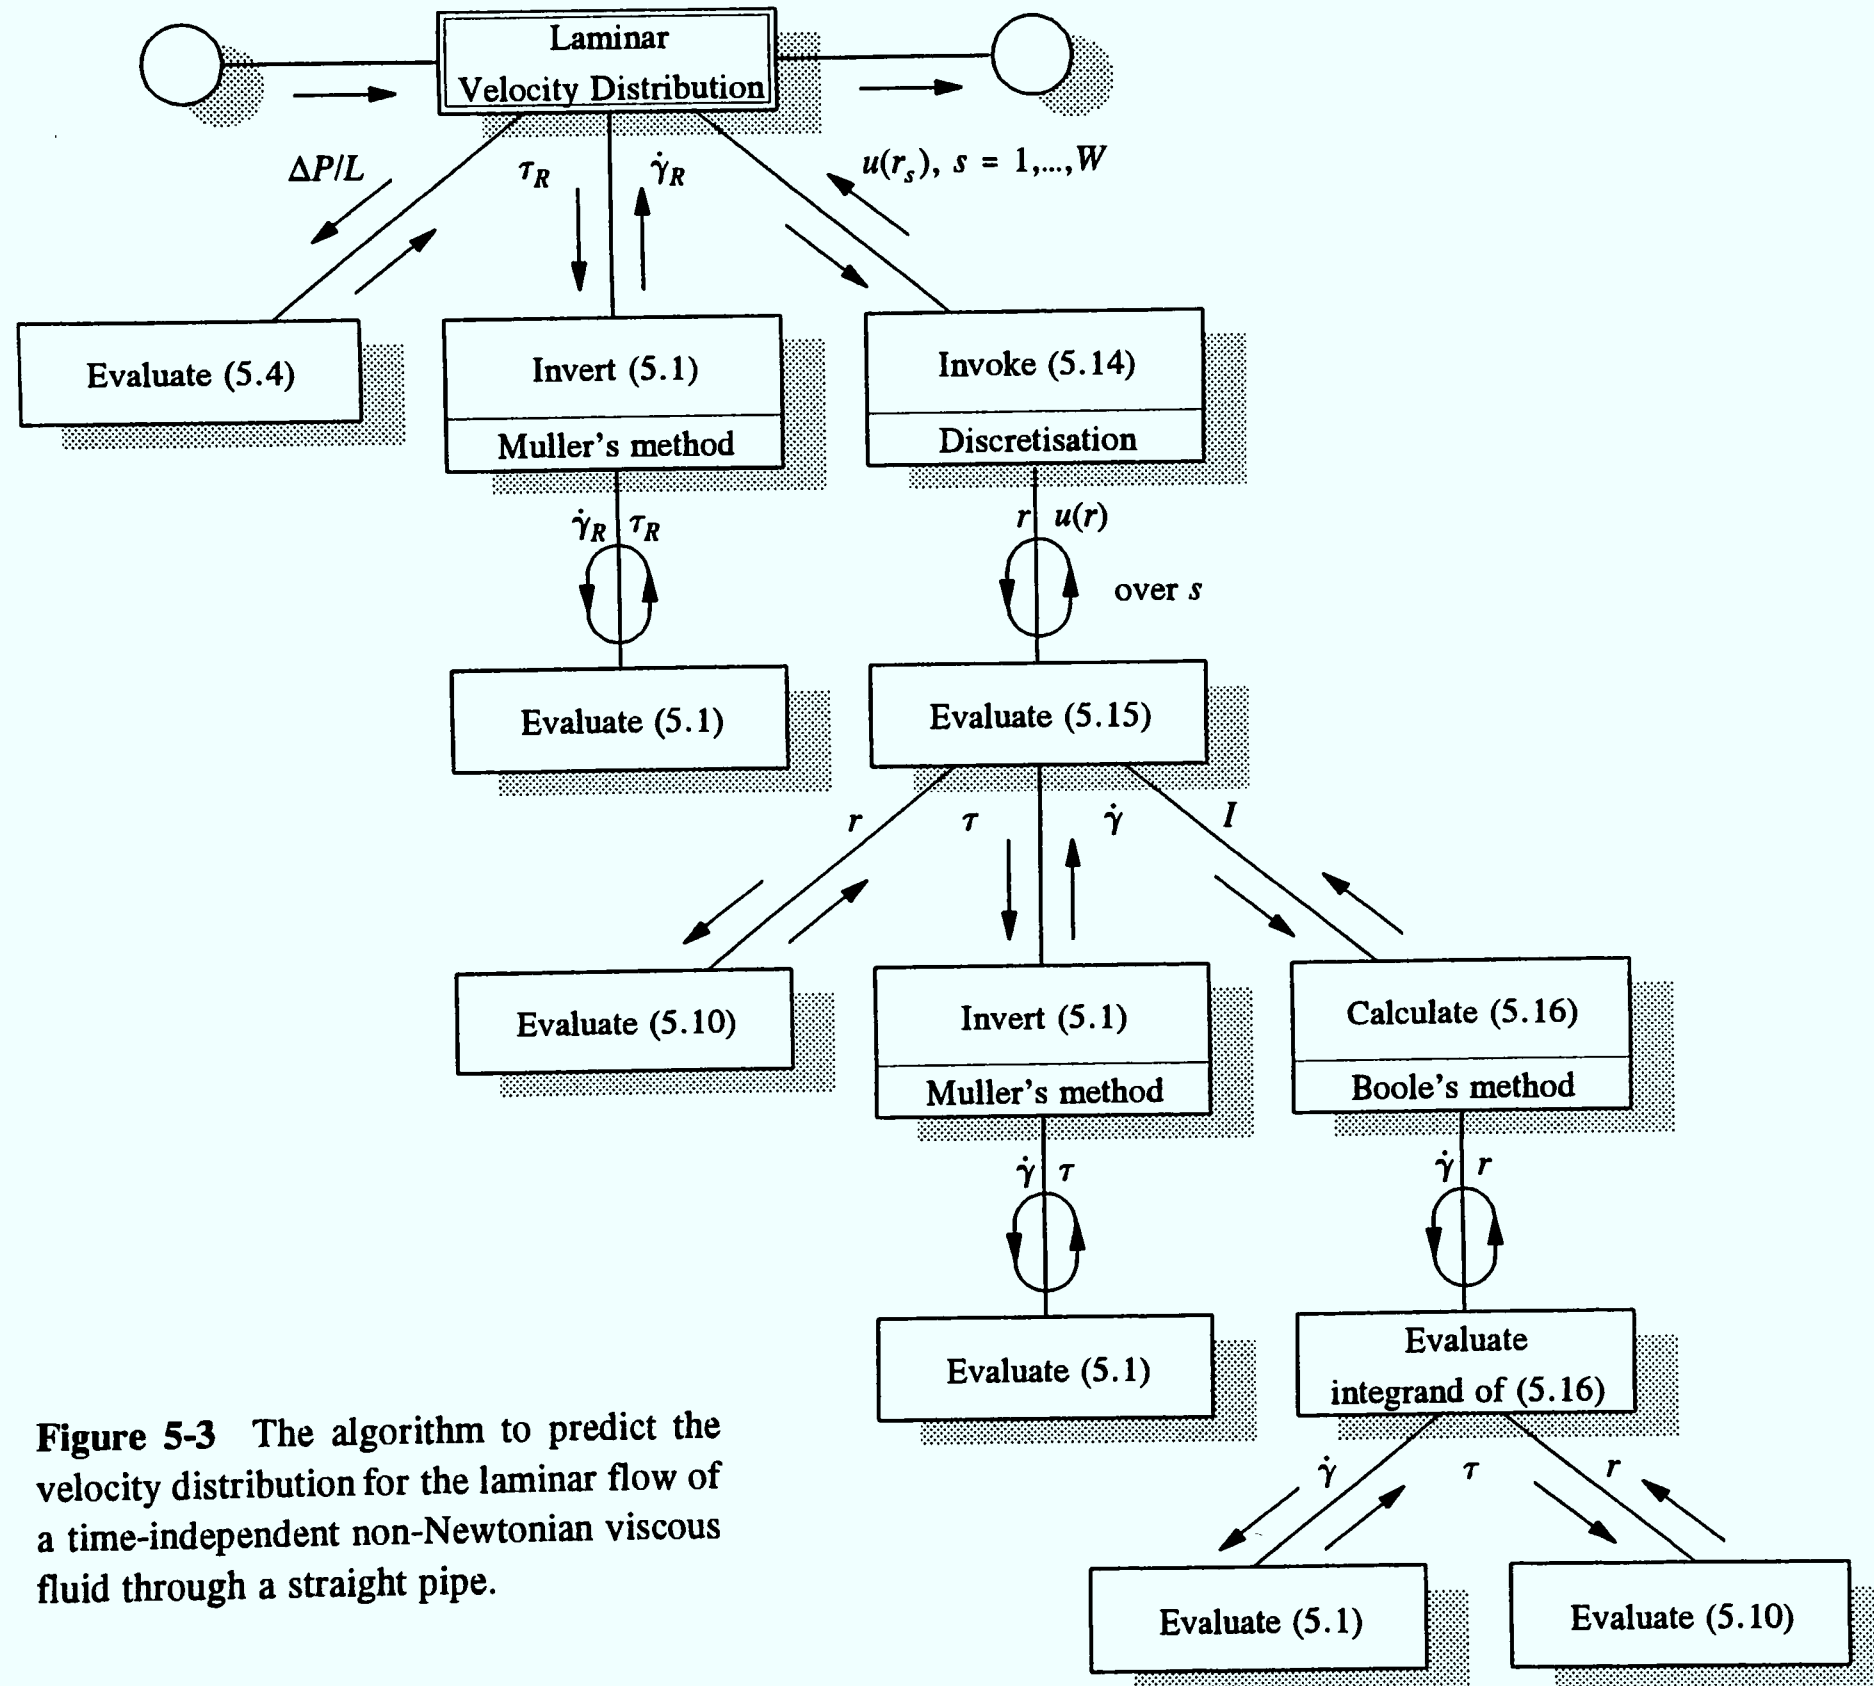 Laminar
Velocity Distribution
ΔP/L
τ_R
γ̇_R
u(r_s), s = 1,...,W
Evaluate (5.4)
Invert (5.1)
Muller's method
Invoke (5.14)
Discretisation
γ̇_R τ_R
r u(r)
over s
Evaluate (5.1)
Evaluate (5.15)
r
τ
γ̇
I
Evaluate (5.10)
Invert (5.1)
Muller's method
Calculate (5.16)
Boole's method
γ̇ τ
γ̇ r
Evaluate (5.1)
Evaluate
integrand of (5.16)
γ̇
τ
r
Evaluate (5.1)
Evaluate (5.10)
Figure 5-3 The algorithm to predict the
velocity distribution for the laminar flow of
a time-independent non-Newtonian viscous
fluid through a straight pipe.